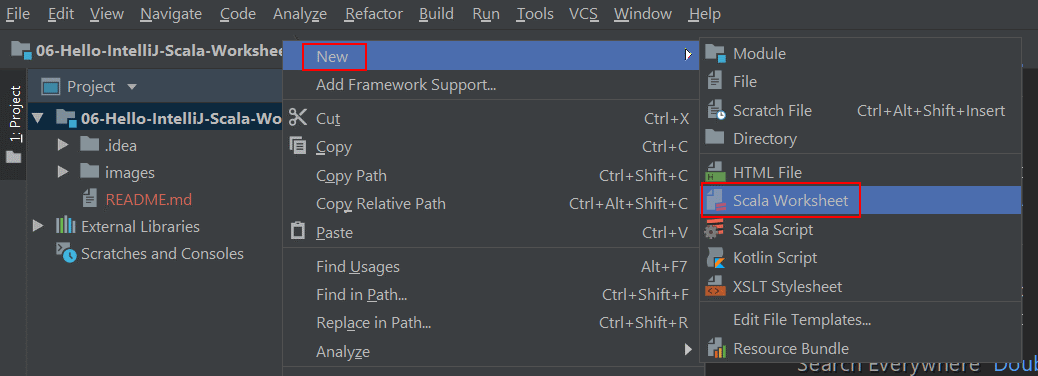 File Edit View Navigate Code Analyze Refactor Build Run Tools VCS Window Help
06-Hello-IntelliJ-Scala-Workshee
1: Project
Project
06-Hello-IntelliJ-Scala-Wo
.idea
images
README.md
External Libraries
Scratches and Consoles
New
Add Framework Support...
Cut Ctrl+X
Copy Ctrl+C
Copy Path Ctrl+Shift+C
Copy Relative Path Ctrl+Alt+Shift+C
Paste Ctrl+V
Find Usages Alt+F7
Find in Path... Ctrl+Shift+F
Replace in Path... Ctrl+Shift+R
Analyze
Module
File
Scratch File Ctrl+Alt+Shift+Insert
Directory
HTML File
Scala Worksheet
Scala Script
Kotlin Script
XSLT Stylesheet
Edit File Templates...
Resource Bundle
Search Everywhere Doub